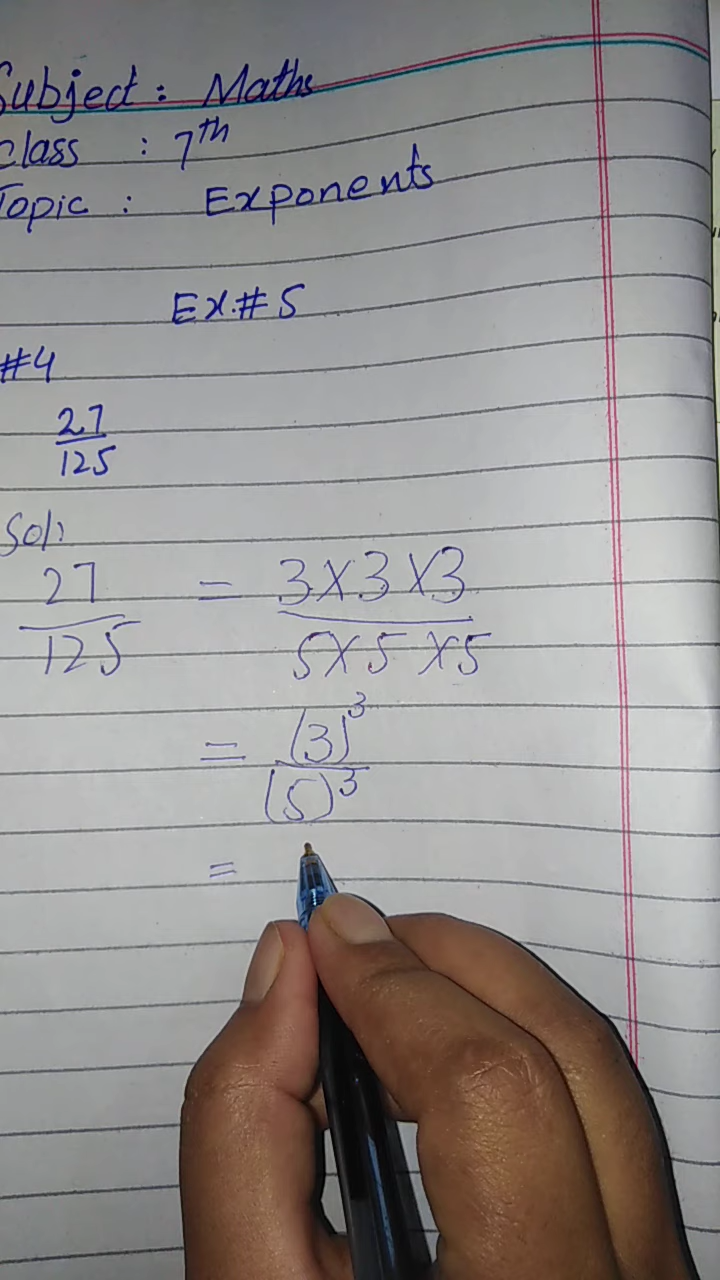 Subject : Maths
Class : 7th
Topic : Exponents
Ex.# 5
#4
27
125
Sol:
27 = 3×3×3
125 5×5×5
= (3)³
(5)³
=